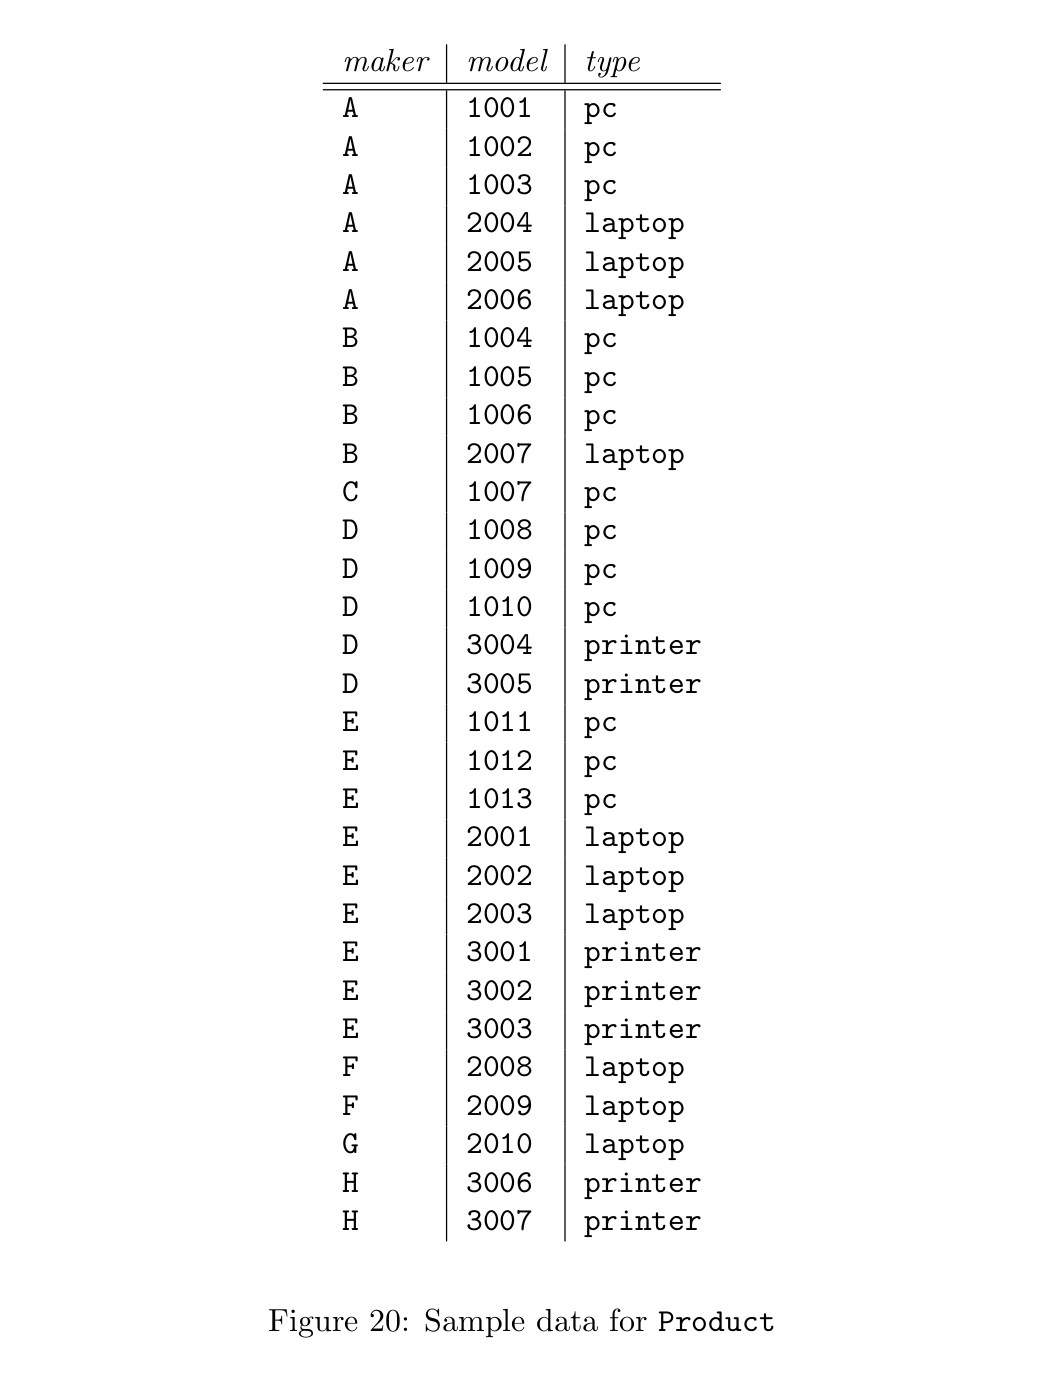 maker model type
A 1001 pc
A 1002 pc
A 1003 pc
A 2004 laptop
A 2005 laptop
A 2006 laptop
B 1004 pc
B 1005 pc
B 1006 pc
B 2007 laptop
C 1007 pc
D 1008 pc
D 1009 pc
D 1010 pc
D 3004 printer
D 3005 printer
E 1011 pc
E 1012 pc
E 1013 pc
E 2001 laptop
E 2002 laptop
E 2003 laptop
E 3001 printer
E 3002 printer
E 3003 printer
F 2008 laptop
F 2009 laptop
G 2010 laptop
H 3006 printer
H 3007 printer
Figure 20: Sample data for Product